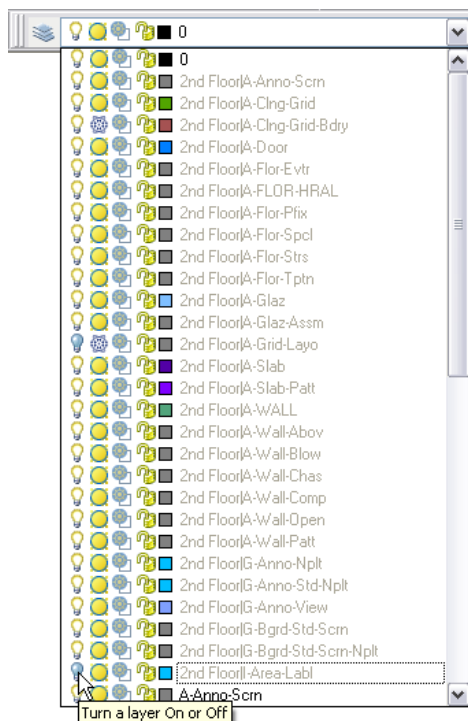 0
0
2nd Floor|A-Anno-Scrn
2nd Floor|A-Clng-Grid
2nd Floor|A-Clng-Grid-Bdry
2nd Floor|A-Door
2nd Floor|A-Flor-Evtr
2nd Floor|A-FLOR-HRAL
2nd Floor|A-Flor-Pfix
2nd Floor|A-Flor-Spcl
2nd Floor|A-Flor-Strs
2nd Floor|A-Flor-Tptn
2nd Floor|A-Glaz
2nd Floor|A-Glaz-Assm
2nd Floor|A-Grid-Layo
2nd Floor|A-Slab
2nd Floor|A-Slab-Patt
2nd Floor|A-WALL
2nd Floor|A-Wall-Abov
2nd Floor|A-Wall-Blow
2nd Floor|A-Wall-Chas
2nd Floor|A-Wall-Comp
2nd Floor|A-Wall-Open
2nd Floor|A-Wall-Patt
2nd Floor|G-Anno-Nplt
2nd Floor|G-Anno-Std-Nplt
2nd Floor|G-Anno-View
2nd Floor|G-Bgrd-Std-Scrn
2nd Floor|G-Bgrd-Std-Scrn-Nplt
2nd Floor|I-Area-Labl
A-Anno-Scrn
Turn a layer On or Off